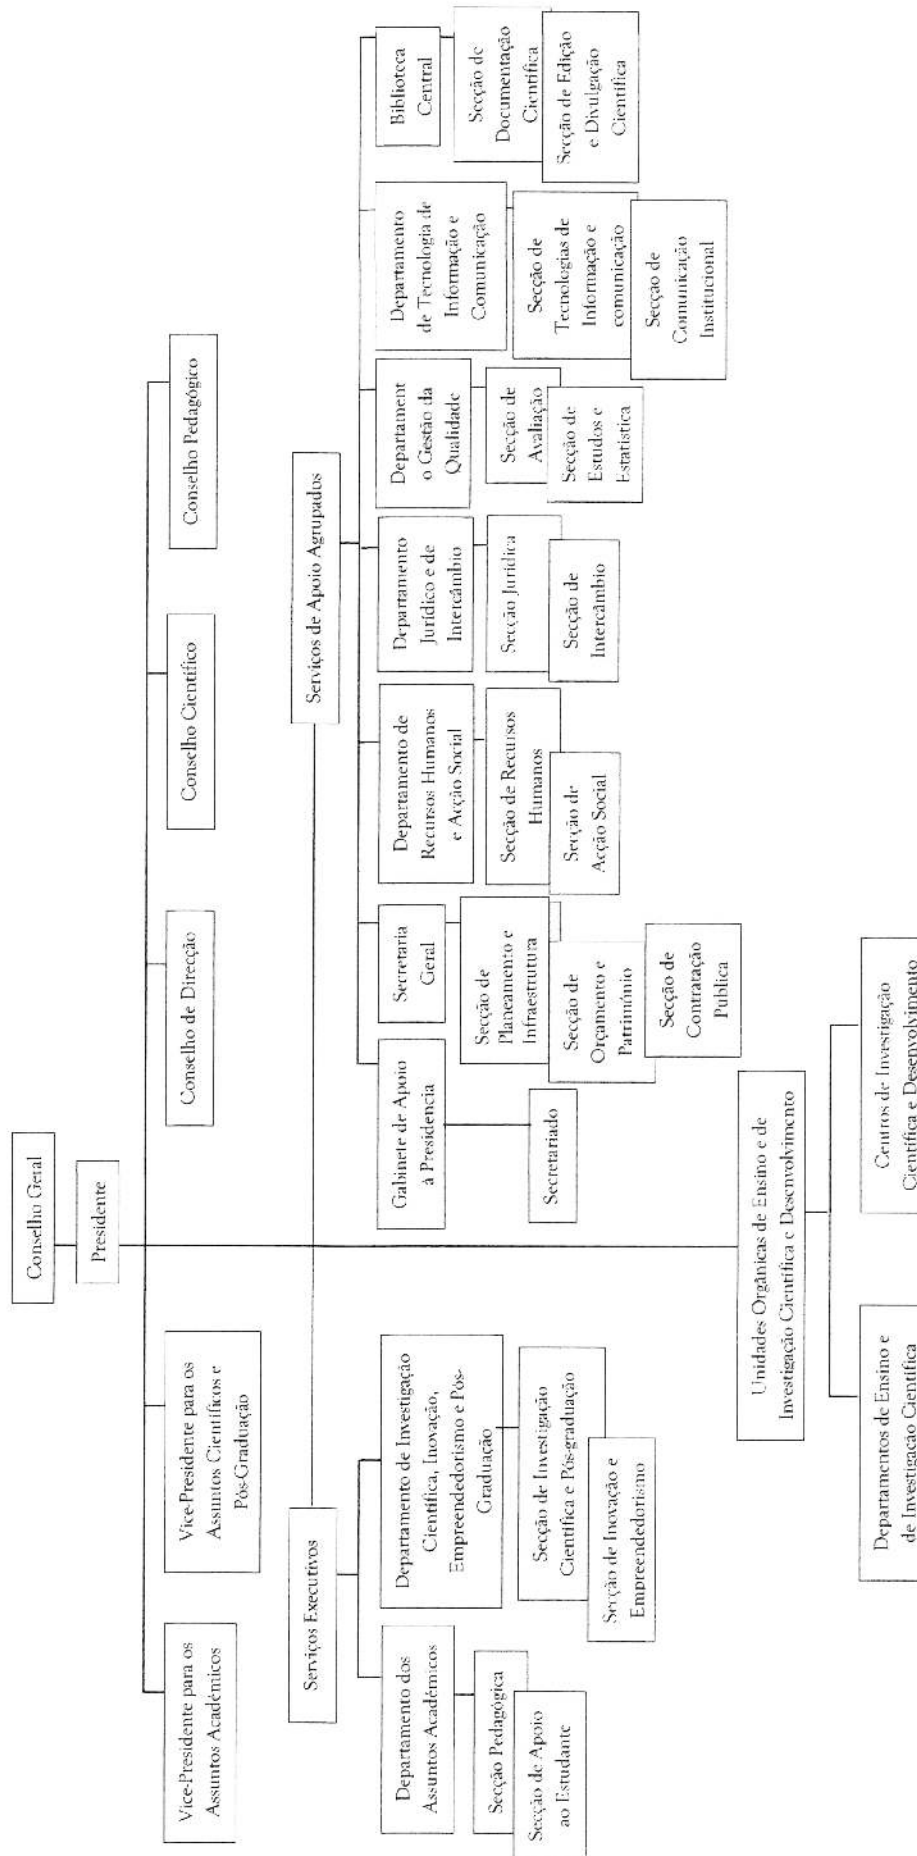 Conselho Geral
Presidente
Vice-Presidente para os
Assuntos Académicos
Vice-Presidente para os
Assuntos Científicos e
Pós-Graduação
Conselho de Direcção
Conselho Científico
Conselho Pedagógico
Serviços Executivos
Serviços de Apoio Agrupados
Departamento dos
Assuntos Académicos
Secção Pedagógica
Secção de Apoio
ao Estudante
Departamento de Investigação
Científica, Inovação,
Empreendedorismo e Pós-
Graduação
Secção de Investigação
Científica e Pós-graduação
Secção de Inovação e
Empreendedorismo
Gabinete de Apoio
à Presidencia
Secretariado
Secretaria
Geral
Secção de
Planeamento e
Infraestrutura
Secção de
Orçamento e
Património
Secção de
Contratação
Publica
Departamento de
Recursos Humanos
e Acção Social
Secção de Recursos
Humanos
Secção de
Acção Social
Departamento
Jurídico e de
Intercâmbio
Secção Jurídica
Secção de
Intercâmbio
Departament
o Gestão da
Qualidade
Secção de
Avaliação
Secção de
Estudos e
Estatistica
Departamento
de Tecnologia de
Informação e
Comunicação
Secção de
Tecnologias de
Informação e
comunicação
Secção de
Comunicação
Institucional
Biblioteca
Central
Secção de
Documentação
Científica
Secção de Edição
e Divulgação
Científica
Unidades Orgânicas de Ensino e de
Investigação Científica e Desenvolvimento
Departamentos de Ensino e
de Investigação Científica
Centros de Investigação
Científica e Desenvolvimento